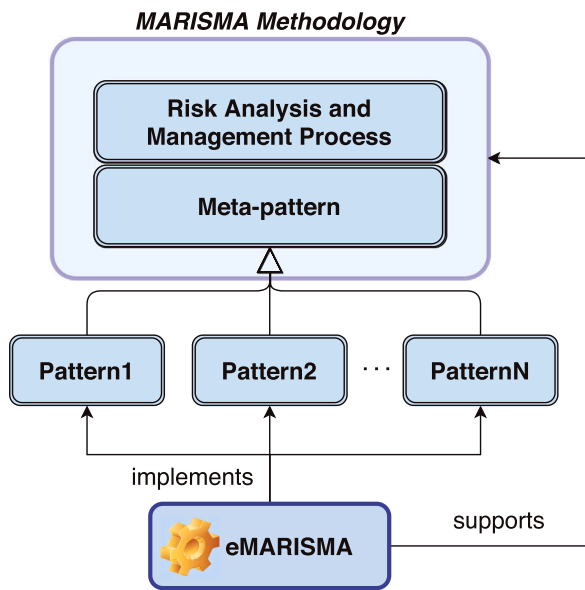 MARISMA Methodology
Risk Analysis and
Management Process
Meta-pattern
Pattern1
Pattern2
...
PatternN
implements
eMARISMA
supports